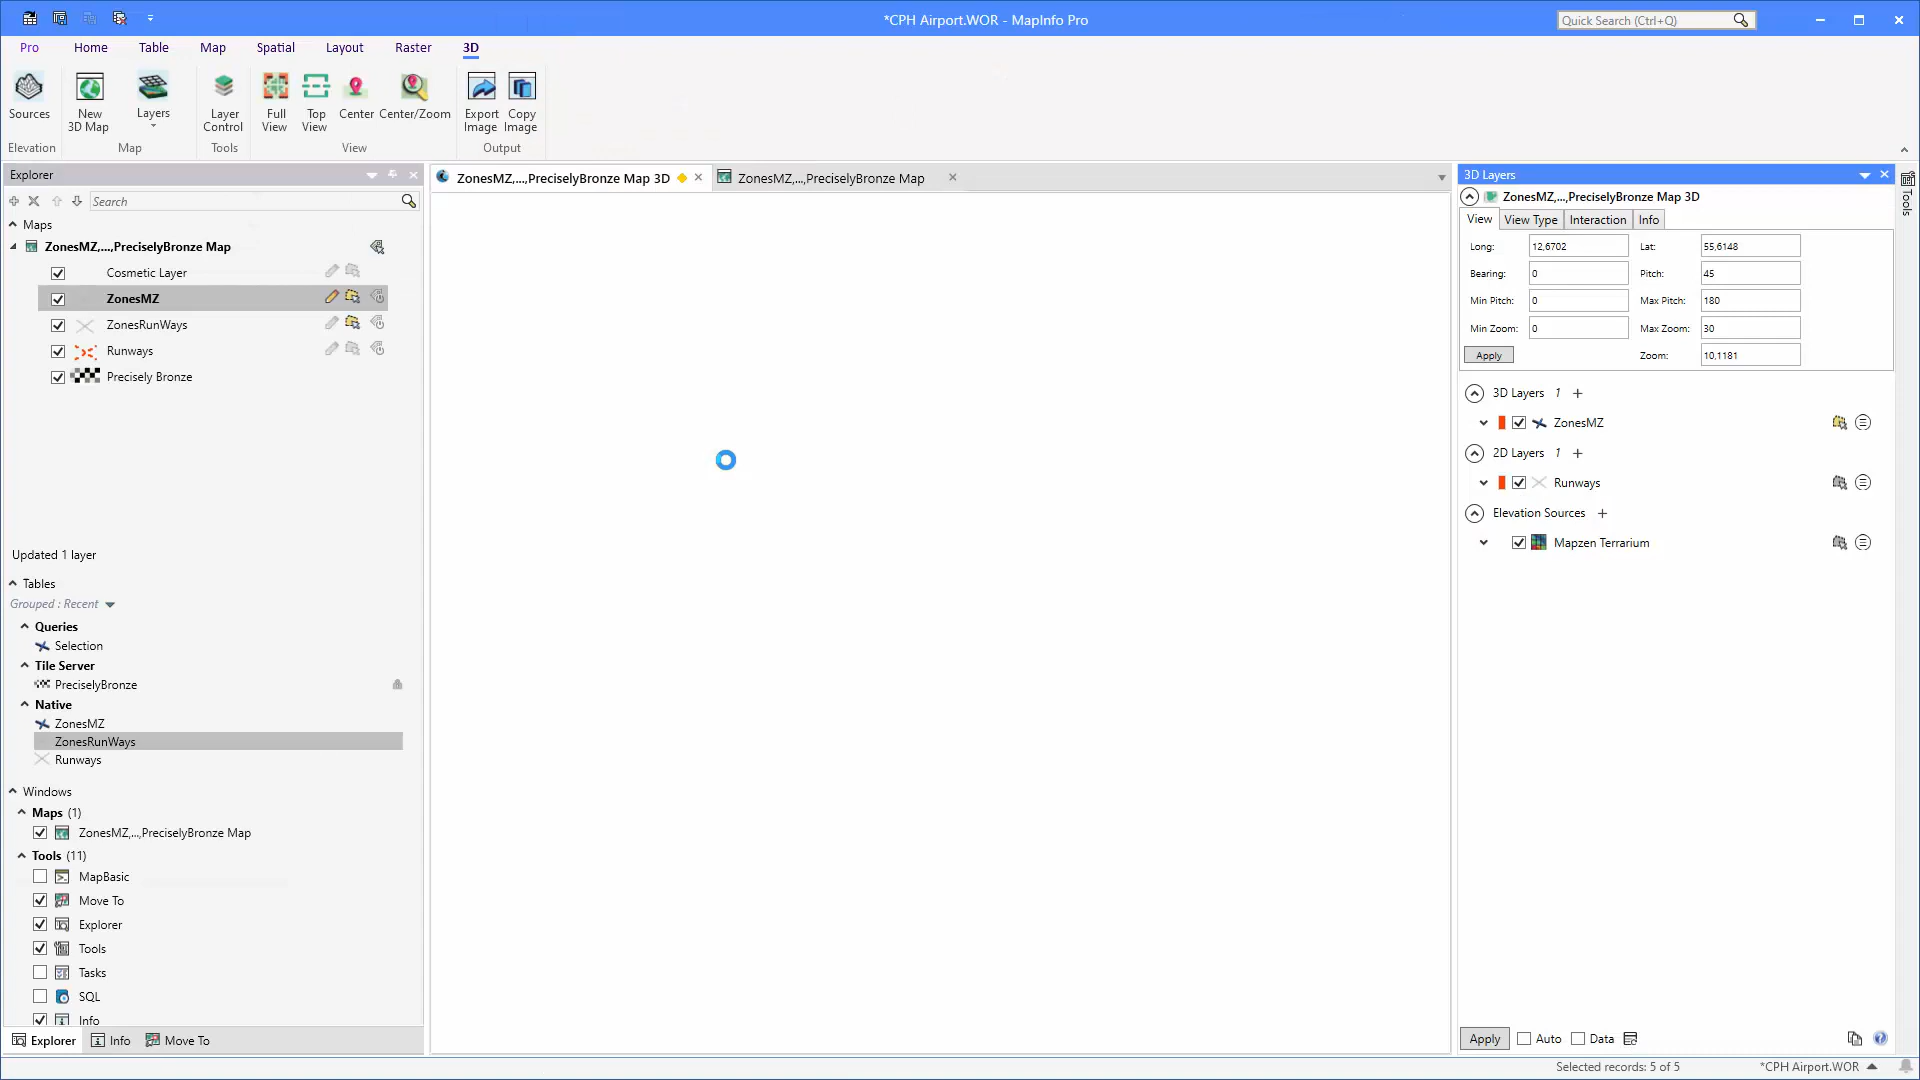 *CPH Airport.WOR - MapInfo Pro
Quick Search (Ctrl+Q)
Pro Home Table Map Spatial Layout Raster 3D
Sources
New 3D Map
Layers
Layer Control
Full View
Top View
Center
Center/Zoom
Export Image
Copy Image
Elevation Map Tools View Output
Explorer
Search
Maps
ZonesMZ,...,PreciselyBronze Map
Cosmetic Layer
ZonesMZ
ZonesRunWays
Runways
Precisely Bronze
Updated 1 layer
Tables
Grouped : Recent
Queries
Selection
Tile Server
PreciselyBronze
Native
ZonesMZ
ZonesRunWays
Runways
Windows
Maps (1)
ZonesMZ,...,PreciselyBronze Map
Tools (11)
MapBasic
Move To
Explorer
Tools
Tasks
SQL
Info
Explorer Info Move To
ZonesMZ,...,PreciselyBronze Map 3D
ZonesMZ,...,PreciselyBronze Map
3D Layers
ZonesMZ,...,PreciselyBronze Map 3D
View View Type Interaction Info
Long: 12,6702 Lat: 55,6148
Bearing: 0 Pitch: 45
Min Pitch: 0 Max Pitch: 180
Min Zoom: 0 Max Zoom: 30
Apply Zoom: 10,1181
3D Layers 1 +
ZonesMZ
2D Layers 1 +
Runways
Elevation Sources +
Mapzen Terrarium
Apply Auto Data
Tools
Selected records: 5 of 5 *CPH Airport.WOR